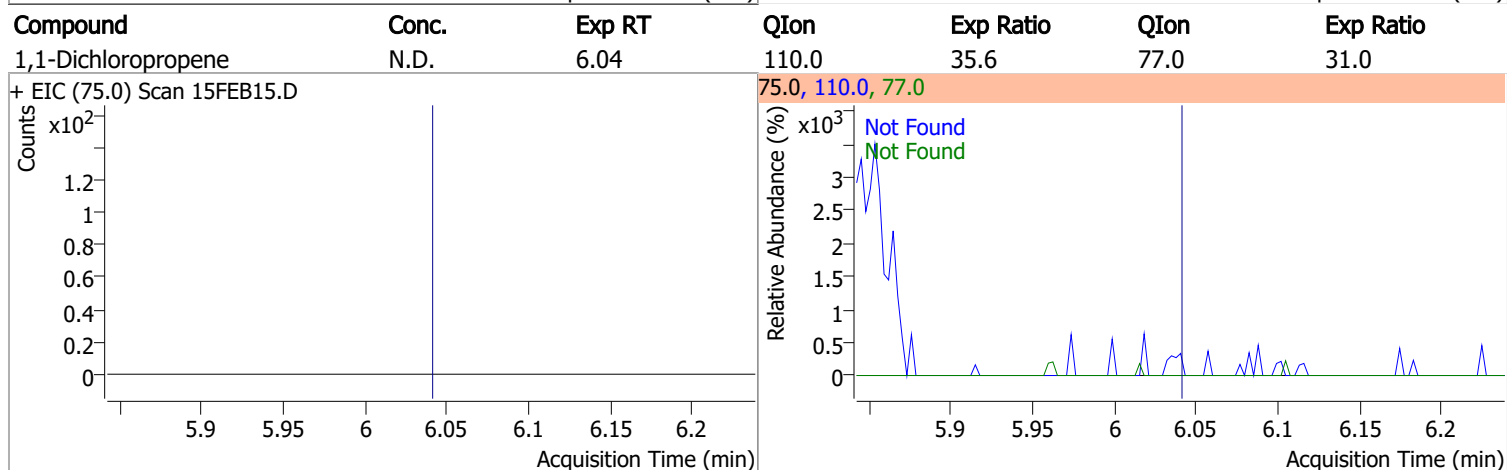 Compound Conc. Exp RT QIon Exp Ratio QIon Exp Ratio
1,1-Dichloropropene N.D. 6.04 110.0 35.6 77.0 31.0
+ EIC (75.0) Scan 15FEB15.D
Counts
x10²
1.2
1
0.8
0.6
0.4
0.2
0
5.9 5.95 6 6.05 6.1 6.15 6.2
Acquisition Time (min)
75.0, 110.0, 77.0
Relative Abundance (%)
x10³
Not Found
Not Found
3
2.5
2
1.5
1
0.5
0
5.9 5.95 6 6.05 6.1 6.15 6.2
Acquisition Time (min)